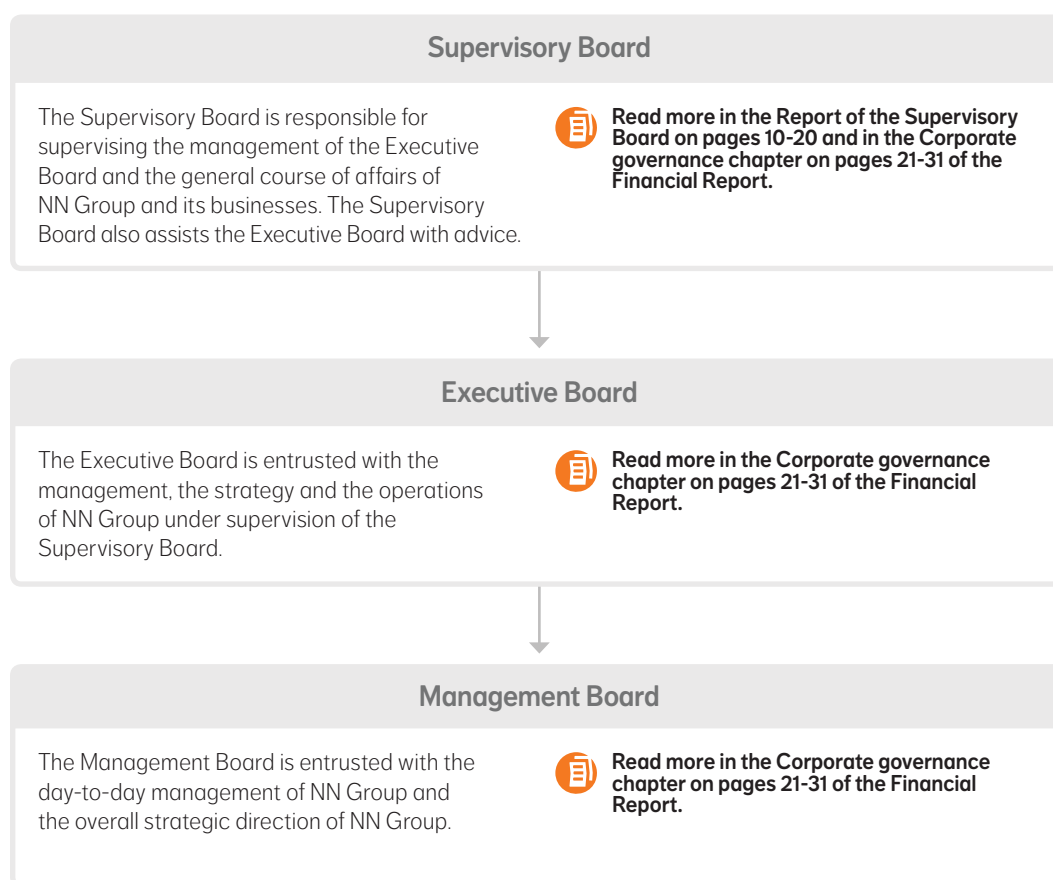 Supervisory Board
The Supervisory Board is responsible for
supervising the management of the Executive
Board and the general course of affairs of
NN Group and its businesses. The Supervisory
Board also assists the Executive Board with advice.
Read more in the Report of the Supervisory
Board on pages 10-20 and in the Corporate
governance chapter on pages 21-31 of the
Financial Report.
Executive Board
The Executive Board is entrusted with the
management, the strategy and the operations
of NN Group under supervision of the
Supervisory Board.
Read more in the Corporate governance
chapter on pages 21-31 of the Financial
Report.
Management Board
The Management Board is entrusted with the
day-to-day management of NN Group and
the overall strategic direction of NN Group.
Read more in the Corporate governance
chapter on pages 21-31 of the Financial
Report.